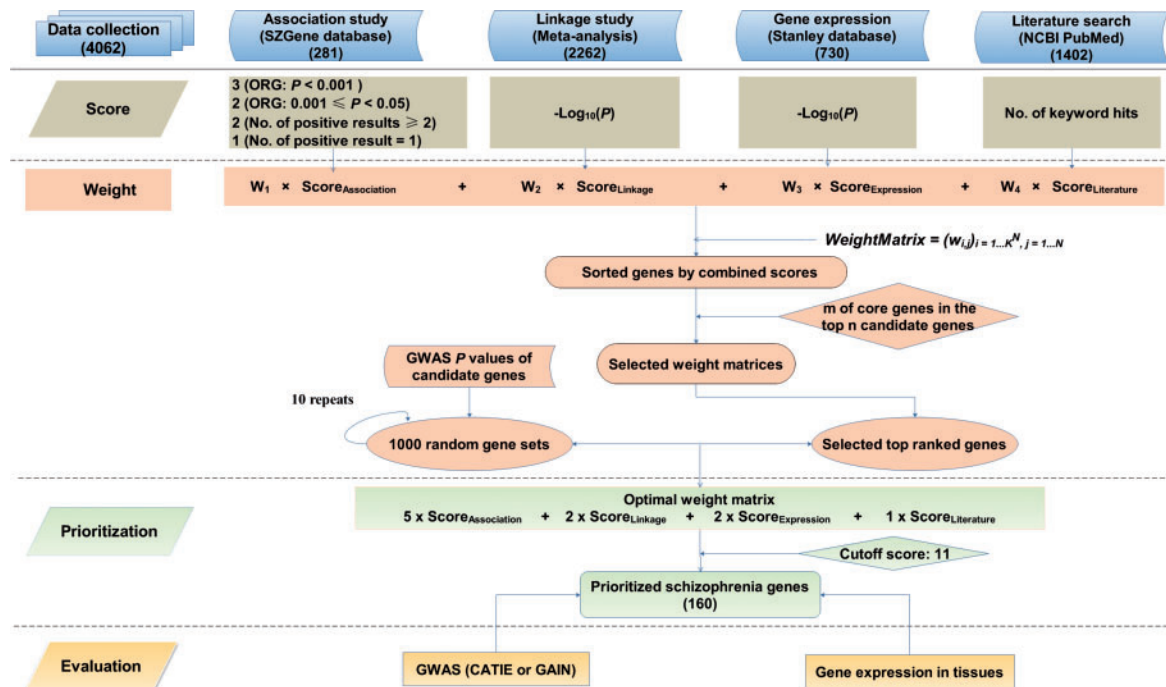 Data collection
(4062)
Association study
(SZGene database)
(281)
Linkage study
(Meta-analysis)
(2262)
Gene expression
(Stanley database)
(730)
Literature search
(NCBI PubMed)
(1402)
Score
3 (ORG: P < 0.001 )
2 (ORG: 0.001 ≤ P < 0.05)
2 (No. of positive results ≥ 2)
1 (No. of positive result = 1)
-Log10(P)
-Log10(P)
No. of keyword hits
Weight
W1 × ScoreAssociation + W2 × ScoreLinkage + W3 × ScoreExpression + W4 × ScoreLiterature
WeightMatrix = (wi,j)i = 1...K^N, j = 1...N
Sorted genes by combined scores
m of core genes in the
top n candidate genes
Selected weight matrices
GWAS P values of
candidate genes
10 repeats
1000 random gene sets
Selected top ranked genes
Prioritization
Optimal weight matrix
5 x ScoreAssociation + 2 x ScoreLinkage + 2 x ScoreExpression + 1 x ScoreLiterature
Cutoff score: 11
Prioritized schizophrenia genes
(160)
Evaluation
GWAS (CATIE or GAIN)
Gene expression in tissues